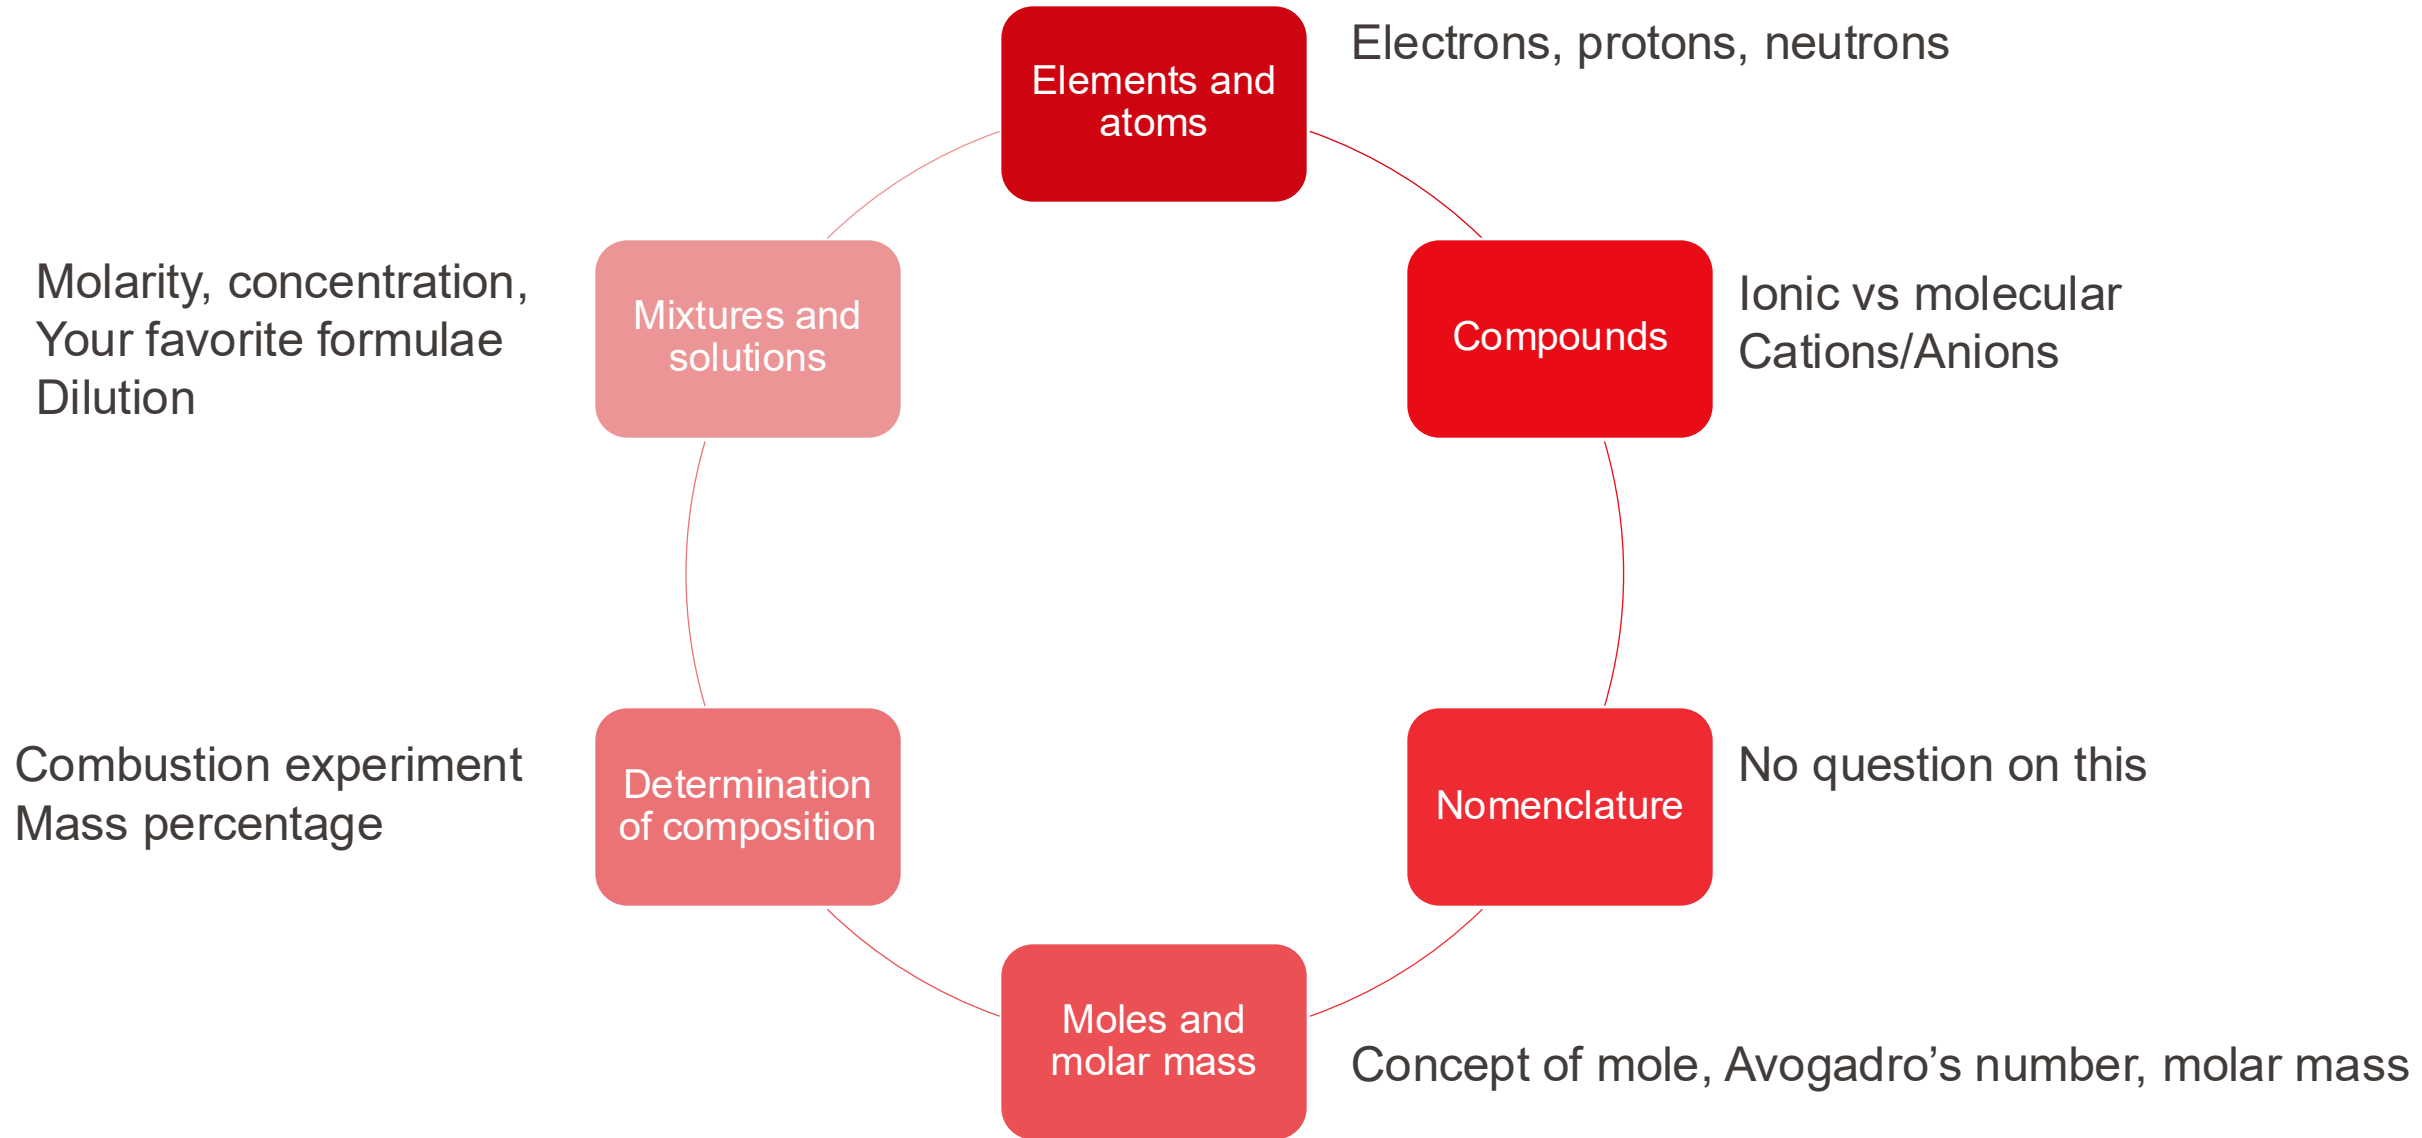 Elements and
atoms
Electrons, protons, neutrons
Compounds
Ionic vs molecular
Cations/Anions
Nomenclature
No question on this
Moles and
molar mass
Concept of mole, Avogadro’s number, molar mass
Determination
of composition
Combustion experiment
Mass percentage
Mixtures and
solutions
Molarity, concentration,
Your favorite formulae
Dilution